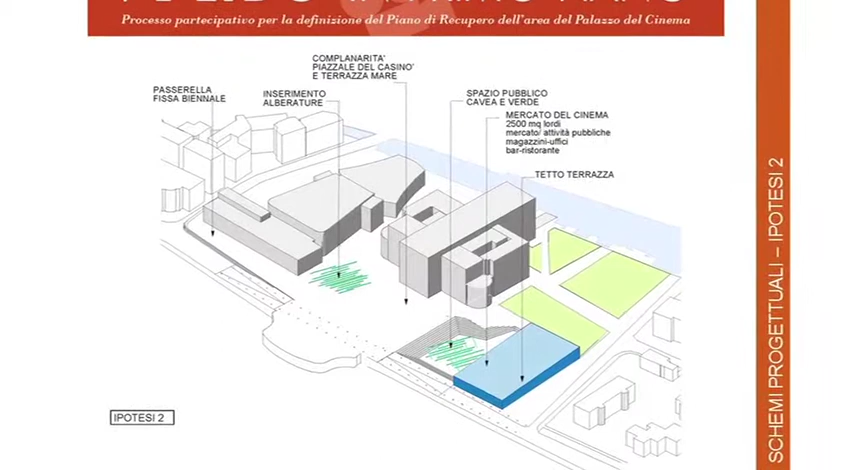 Processo partecipativo per la definizione del Piano di Recupero dell'area del Palazzo del Cinema
COMPLANARITA'
PIAZZALE DEL CASINO'
E TERRAZZA MARE
PASSERELLA
FISSA BIENNALE
INSERIMENTO
ALBERATURE
SPAZIO PUBBLICO
CAVEA E VERDE
MERCATO DEL CINEMA
2500 mq lordi
mercato/ attività pubbliche
magazzini-uffici
bar-ristorante
TETTO TERRAZZA
IPOTESI 2
SCHEMI PROGETTUALI – IPOTESI 2